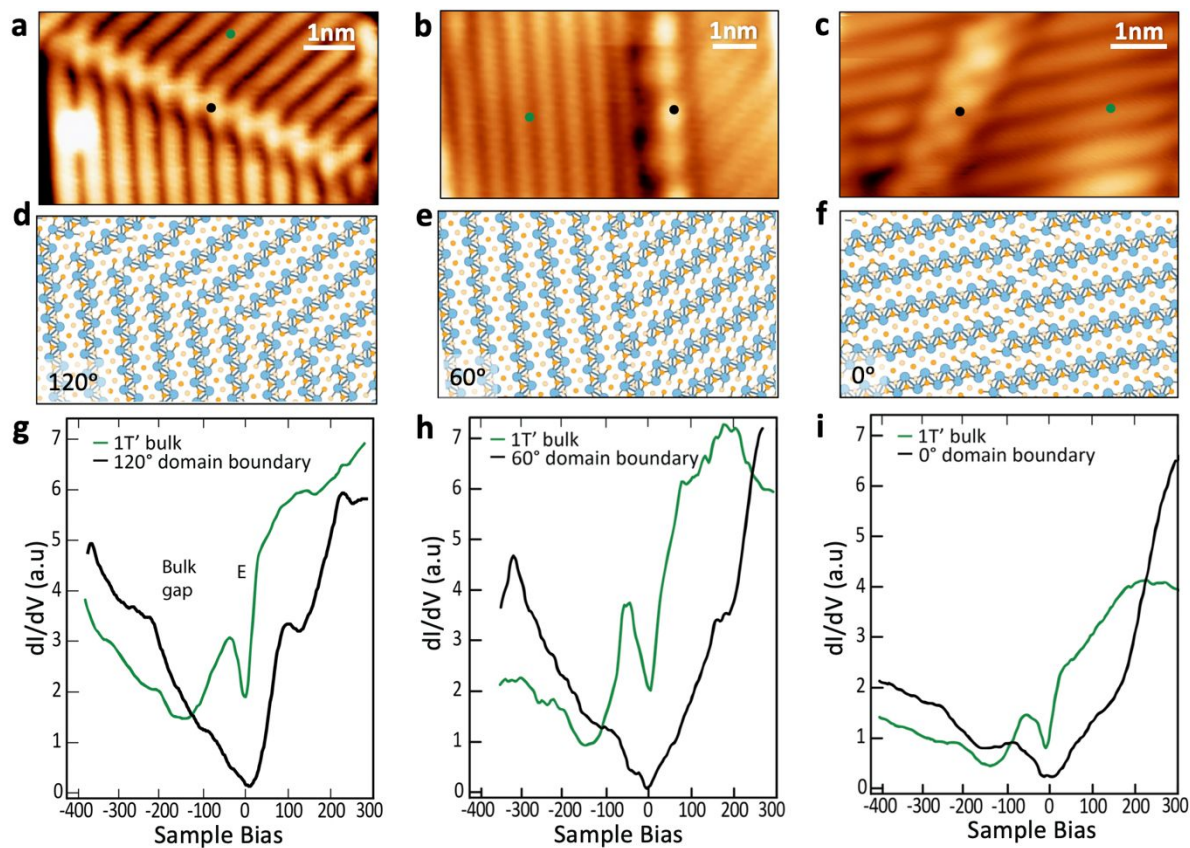 a
1nm
b
1nm
c
1nm
d
120º
e
60º
f
0º
g
1T’ bulk
120° domain boundary
Bulk
gap
E
7
6
5
4
3
2
1
0
dI/dV (a.u)
-400 -300 -200 -100 0 100 200 300
Sample Bias
h
1T’ bulk
60° domain boundary
7
6
5
4
3
2
1
0
dI/dV (a.u)
-400 -300 -200 -100 0 100 200 300
Sample Bias
i
1T’ bulk
0° domain boundary
7
6
5
4
3
2
1
0
dI/dV (a.u)
-400 -300 -200 -100 0 100 200 300
Sample Bias